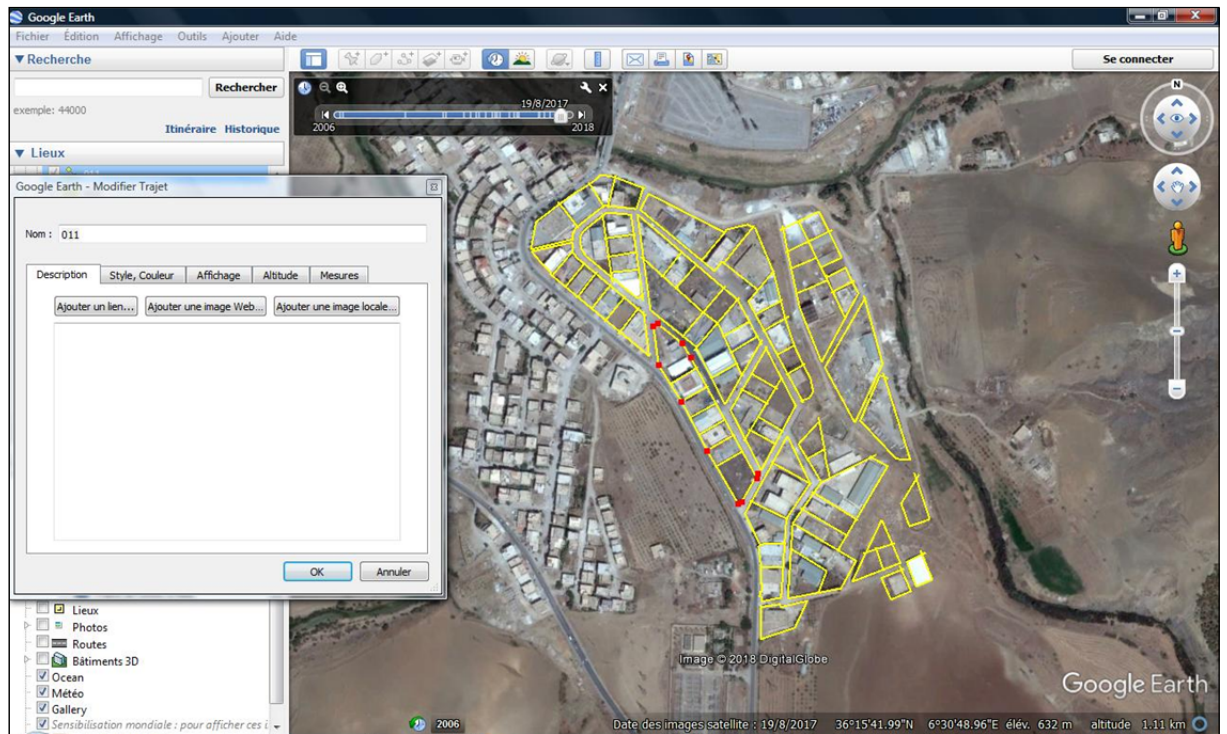 Google Earth
Fichier Édition Affichage Outils Ajouter Aide
Recherche
Rechercher
exemple: 44000
Itinéraire Historique
Lieux
Se connecter
19/8/2017
2006
2018
N
Google Earth - Modifier Trajet
Nom : 011
Description Style, Couleur Affichage Altitude Mesures
Ajouter un lien... Ajouter une image Web... Ajouter une image locale...
OK Annuler
Lieux
Photos
Routes
Bâtiments 3D
Ocean
Météo
Gallery
Sensibilisation mondiale : pour afficher ces
Image © 2018 DigitalGlobe
Google Earth
2006
Date des images satellite : 19/8/2017 36°15'41.99"N 6°30'48.96"E élév. 632 m altitude 1.11 km